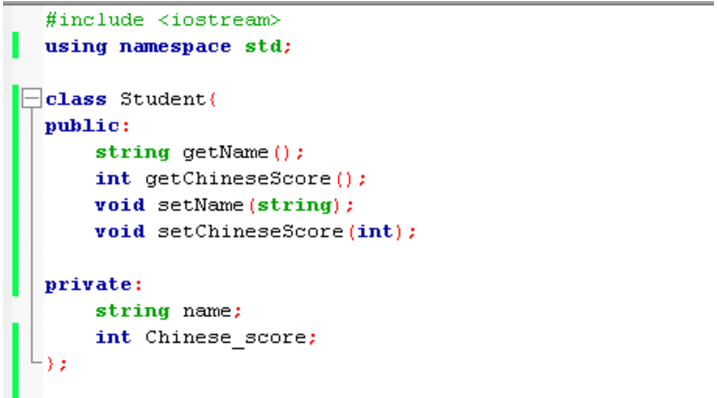 #include <iostream>
using namespace std;
class Student{
public:
string getName();
int getChineseScore();
void setName(string);
void setChineseScore(int);
private:
string name;
int Chinese_score;
};